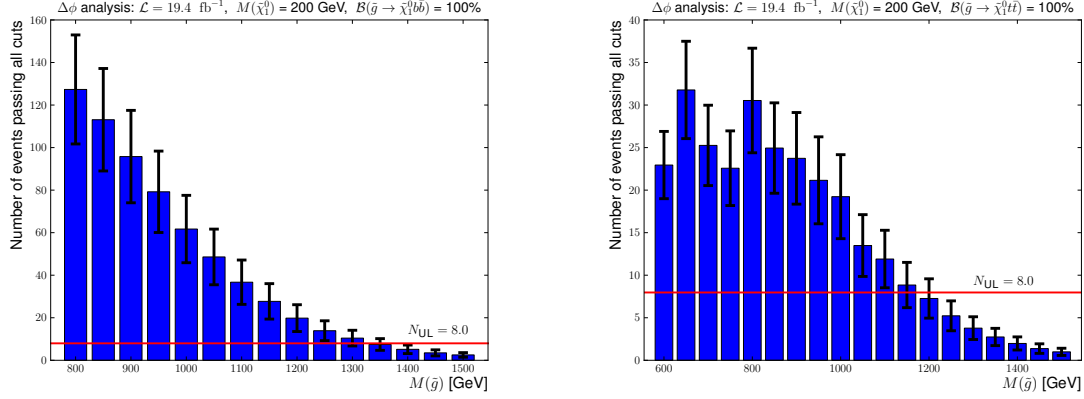 Δφ analysis: ℒ = 19.4 fb⁻¹, M(χ̃₁⁰) = 200 GeV, ℬ(g̃ → χ̃₁⁰bb̄) = 100%
Number of events passing all cuts
160
140
120
100
80
60
40
20
0
N_UL = 8.0
800 900 1000 1100 1200 1300 1400 1500
M(g̃) [GeV]
Δφ analysis: ℒ = 19.4 fb⁻¹, M(χ̃₁⁰) = 200 GeV, ℬ(g̃ → χ̃₁⁰tt̄) = 100%
Number of events passing all cuts
40
35
30
25
20
15
10
5
0
N_UL = 8.0
600 800 1000 1200 1400
M(g̃) [GeV]